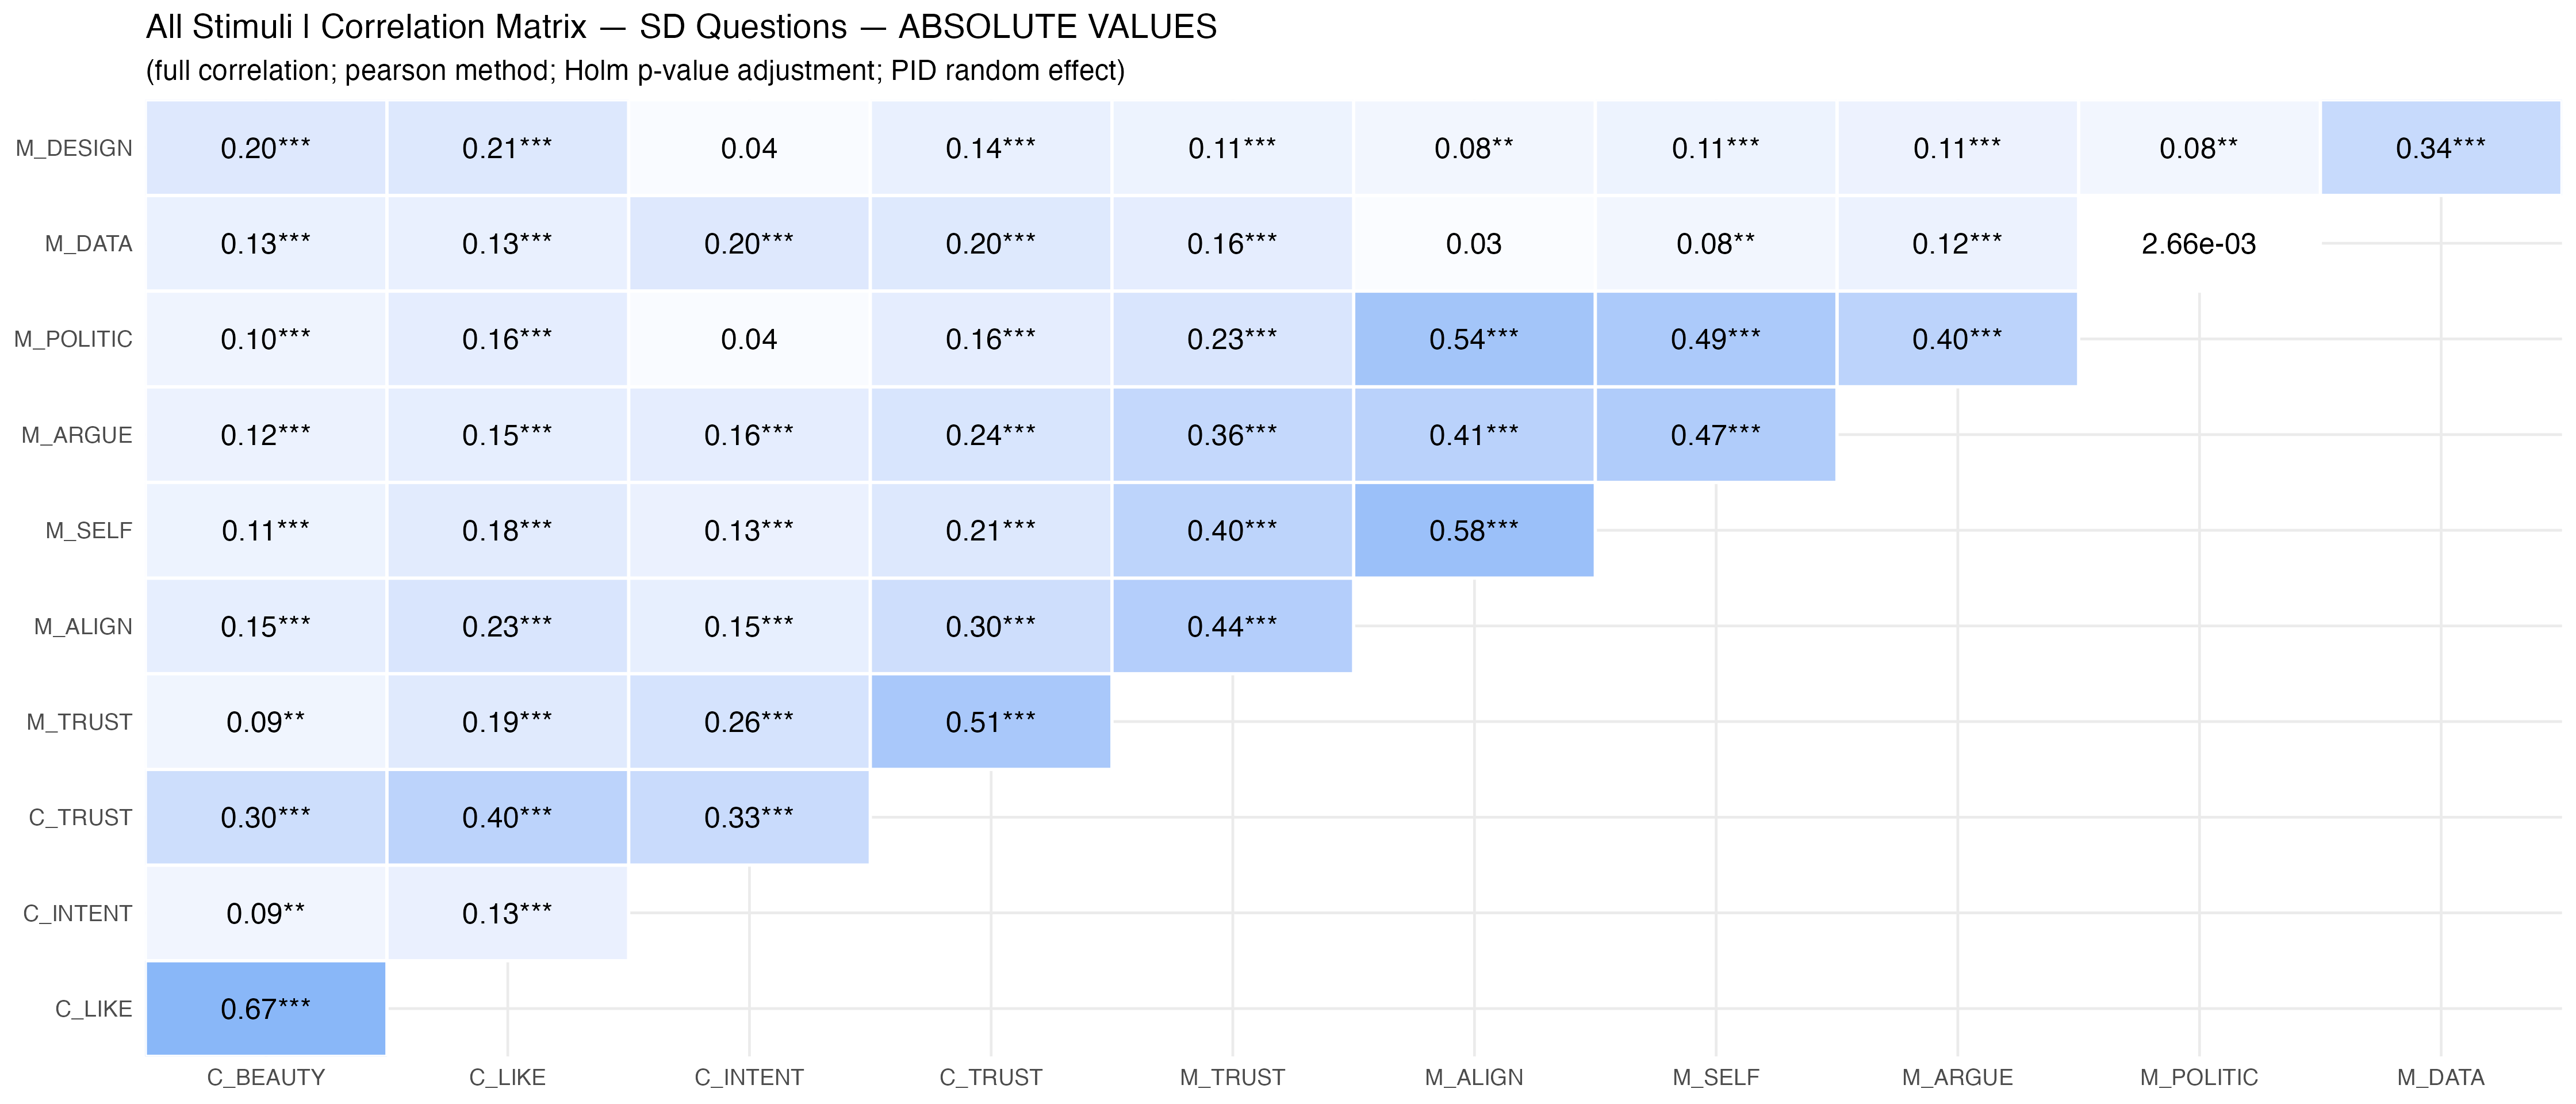 All Stimuli | Correlation Matrix — SD Questions — ABSOLUTE VALUES
(full correlation; pearson method; Holm p-value adjustment; PID random effect)
M_DESIGN 0.20*** 0.21*** 0.04 0.14*** 0.11*** 0.08** 0.11*** 0.11*** 0.08** 0.34***
M_DATA 0.13*** 0.13*** 0.20*** 0.20*** 0.16*** 0.03 0.08** 0.12*** 2.66e-03
M_POLITIC 0.10*** 0.16*** 0.04 0.16*** 0.23*** 0.54*** 0.49*** 0.40***
M_ARGUE 0.12*** 0.15*** 0.16*** 0.24*** 0.36*** 0.41*** 0.47***
M_SELF 0.11*** 0.18*** 0.13*** 0.21*** 0.40*** 0.58***
M_ALIGN 0.15*** 0.23*** 0.15*** 0.30*** 0.44***
M_TRUST 0.09** 0.19*** 0.26*** 0.51***
C_TRUST 0.30*** 0.40*** 0.33***
C_INTENT 0.09** 0.13***
C_LIKE 0.67***
C_BEAUTY C_LIKE C_INTENT C_TRUST M_TRUST M_ALIGN M_SELF M_ARGUE M_POLITIC M_DATA